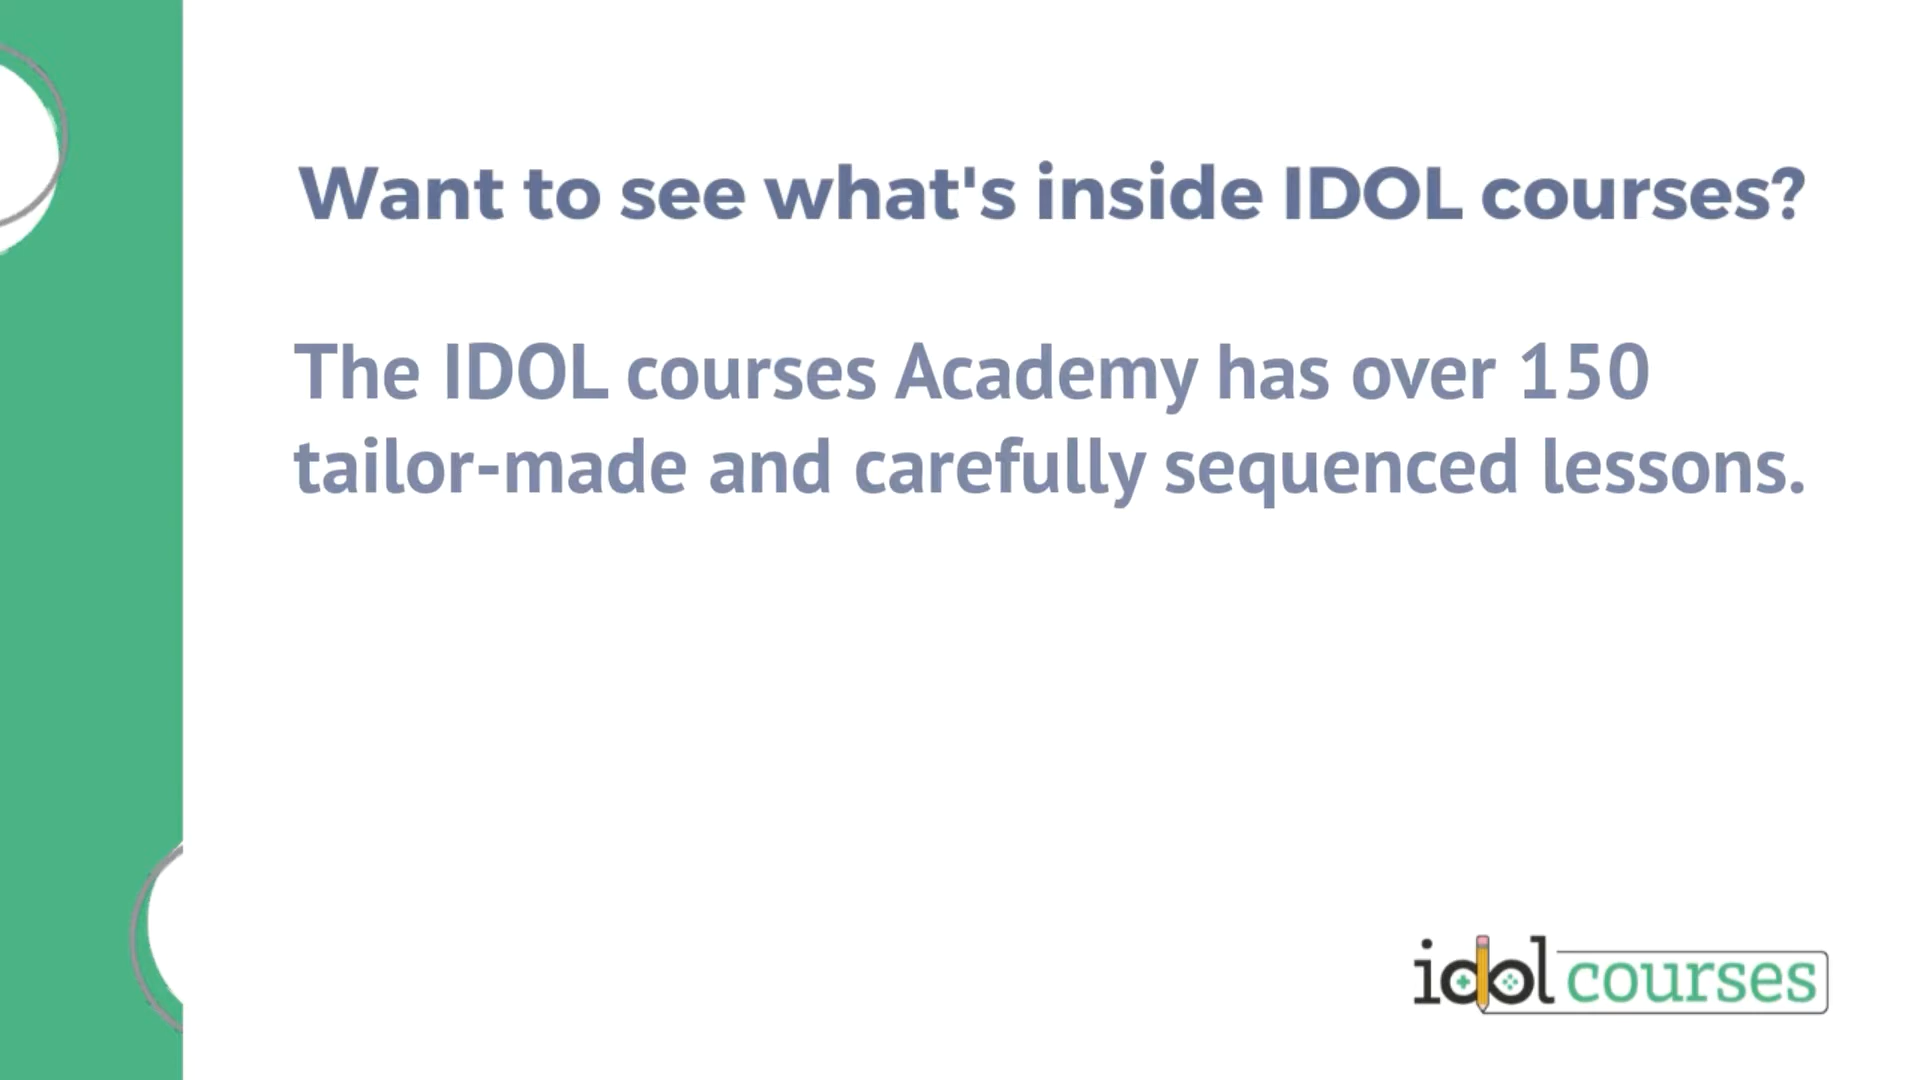 Want to see what's inside IDOL courses?
The IDOL courses Academy has over 150
tailor-made and carefully sequenced lessons.
idol courses